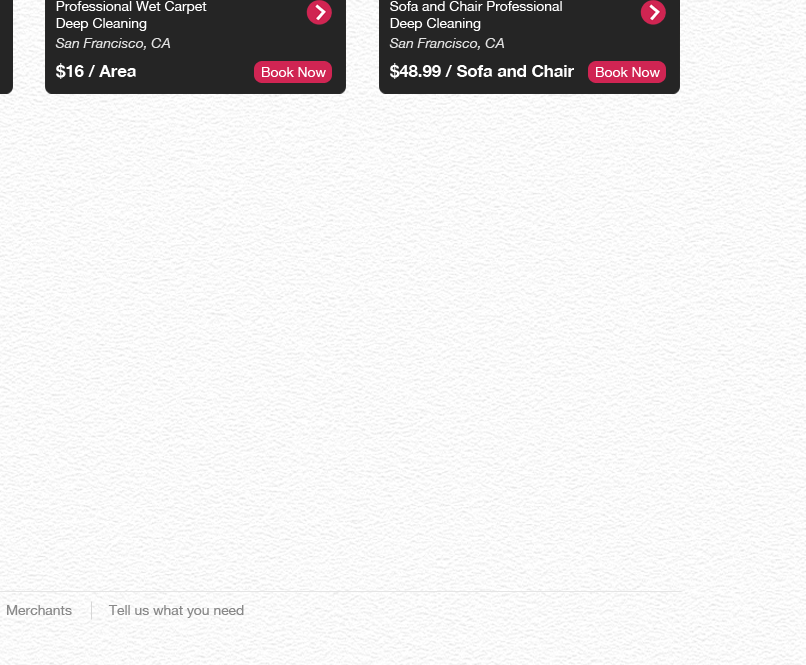 Professional Wet Carpet
Deep Cleaning
San Francisco, CA
$16 / Area
Book Now
Sofa and Chair Professional
Deep Cleaning
San Francisco, CA
$48.99 / Sofa and Chair
Book Now
Merchants
Tell us what you need